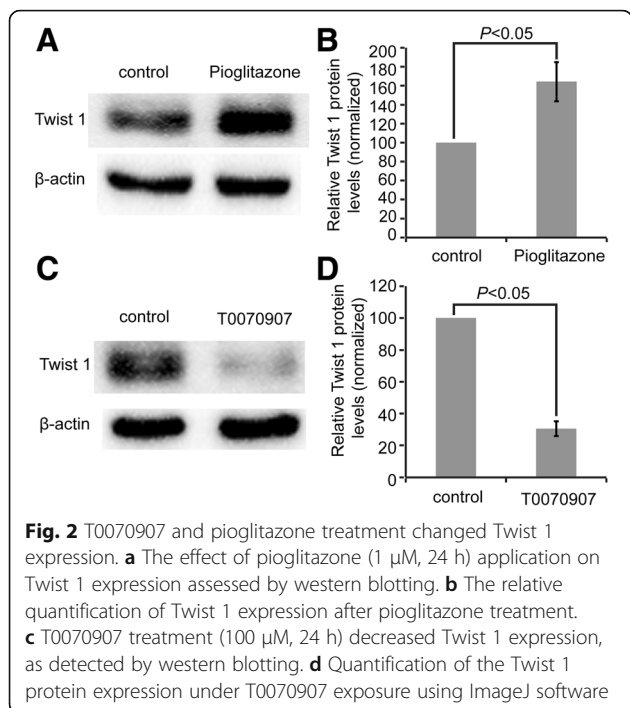 A
control Pioglitazone
Twist 1
β-actin
B
P<0.05
Relative Twist 1 protein
levels (normalized)
200
180
160
140
120
100
80
60
40
20
0
control Pioglitazone
C
control T0070907
Twist 1
β-actin
D
P<0.05
Relative Twist 1 protein
levels (normalized)
120
100
80
60
40
20
0
control T0070907
Fig. 2 T0070907 and pioglitazone treatment changed Twist 1
expression. a The effect of pioglitazone (1 μM, 24 h) application on
Twist 1 expression assessed by western blotting. b The relative
quantification of Twist 1 expression after pioglitazone treatment.
c T0070907 treatment (100 μM, 24 h) decreased Twist 1 expression,
as detected by western blotting. d Quantification of the Twist 1
protein expression under T0070907 exposure using ImageJ software